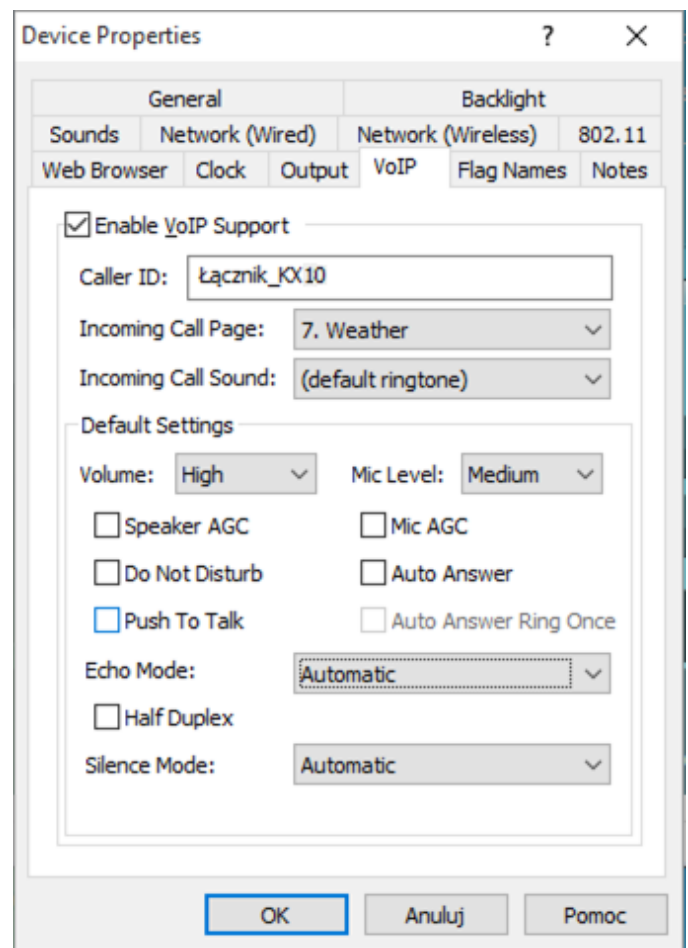 Device Properties ? ×
General Backlight
Sounds Network (Wired) Network (Wireless) 802.11
Web Browser Clock Output VoIP Flag Names Notes
Enable VoIP Support
Caller ID: Łącznik_KX10
Incoming Call Page: 7. Weather
Incoming Call Sound: (default ringtone)
Default Settings
Volume: High Mic Level: Medium
Speaker AGC Mic AGC
Do Not Disturb Auto Answer
Push To Talk Auto Answer Ring Once
Echo Mode: Automatic
Half Duplex
Silence Mode: Automatic
OK Anuluj Pomoc